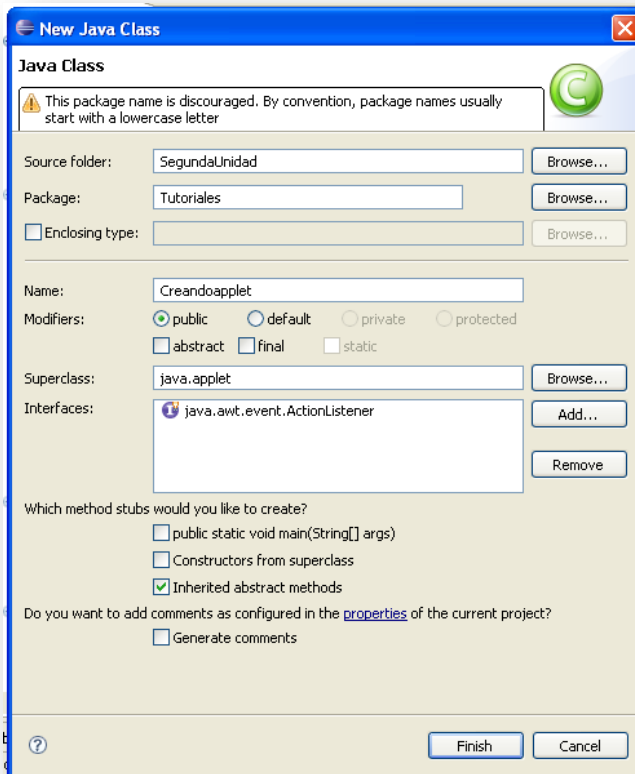 New Java Class
Java Class
This package name is discouraged. By convention, package names usually
start with a lowercase letter
Source folder: SegundaUnidad Browse...
Package: Tutoriales Browse...
Enclosing type: Browse...
Name: Creandoapplet
Modifiers: public default private protected
abstract final static
Superclass: java.applet Browse...
Interfaces: java.awt.event.ActionListener Add...
Remove
Which method stubs would you like to create?
public static void main(String[] args)
Constructors from superclass
Inherited abstract methods
Do you want to add comments as configured in the properties of the current project?
Generate comments
Finish Cancel